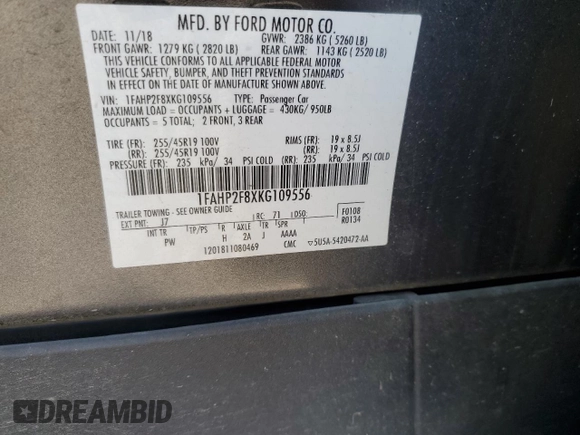 MFD. BY FORD MOTOR CO.
DATE: 11/18 GVWR: 2386 KG (5260 LB)
FRONT GAWR: 1279 KG (2820 LB) REAR GAWR: 1143 KG (2520 LB)
THIS VEHICLE CONFORMS TO ALL APPLICABLE FEDERAL MOTOR
VEHICLE SAFETY, BUMPER, AND THEFT PREVENTION STANDARDS
IN EFFECT ON THE DATE OF MANUFACTURE SHOWN ABOVE.
VIN: 1FAHP2F8XKG109556 TYPE: Passenger Car
MAXIMUM LOAD = OCCUPANTS + LUGGAGE = 430KG/ 950LB
OCCUPANTS = 5 TOTAL: 2 FRONT, 3 REAR
TIRE (FR): 255/45R19 100V RIMS (FR): 19 x 8.5J
(RR): 255/45R19 100V (RR): 19 x 8.5J
PRESSURE (FR): 235 kPa/ 34 PSI COLD (RR): 235 kPa/ 34 PSI COLD
1FAHP2F8XKG109556
TRAILER TOWING - SEE OWNER GUIDE
EXT PNT: J7 RC: 71 DSO: F0108
R0134
INT TR TP/PS R AXLE TR SPR
PW H 2A J AAAA
1201811080469 CMC ▽5U5A-5420472-AA
DREAMBID